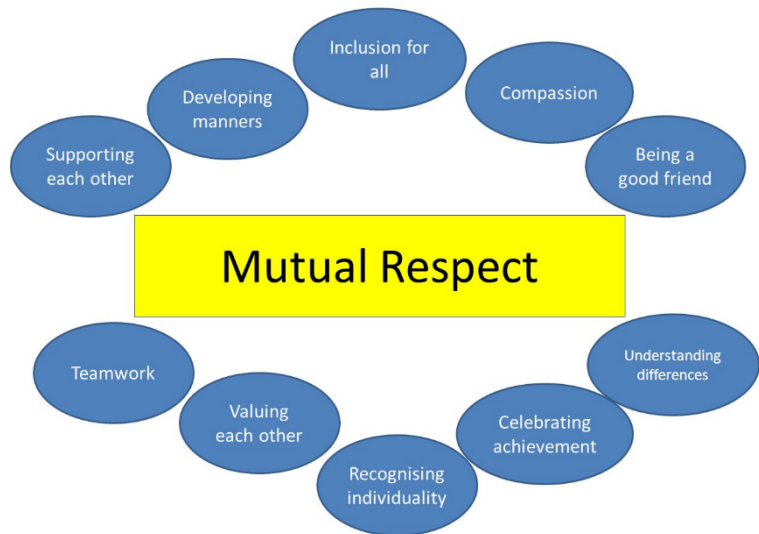 Inclusion for
all
Developing
manners
Compassion
Supporting
each other
Being a
good friend
Mutual Respect
Teamwork
Understanding
differences
Valuing
each other
Celebrating
achievement
Recognising
individuality